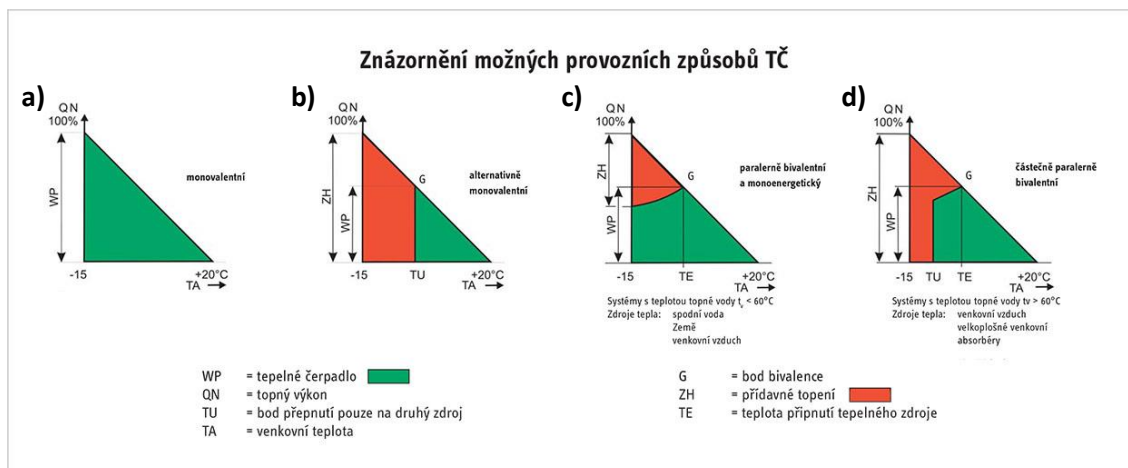 Znázornění možných provozních způsobů TČ
a)
QN
100%
WP
monovalentní
-15
+20°C
TA
b)
QN
100%
ZH
WP
G
alternativně
monovalentní
-15
TU
+20°C
TA
c)
QN
100%
ZH
WP
G
paralerně bivalentní
a monoenergetický
-15
TE
+20°C
TA
Systémy s teplotou topné vody tv < 60°C
Zdroje tepla: spodní voda
Země
venkovní vzduch
d)
QN
100%
ZH
WP
G
částečně paralerně
bivalentní
-15
TU
TE
+20°C
TA
Systémy s teplotou topné vody tv > 60°C
Zdroje tepla: venkovní vzduch
velkoplošné venkovní
absorbéry
WP = tepelné čerpadlo
QN = topný výkon
TU = bod přepnutí pouze na druhý zdroj
TA = venkovní teplota
G = bod bivalence
ZH = přídavné topení
TE = teplota připnutí tepelného zdroje